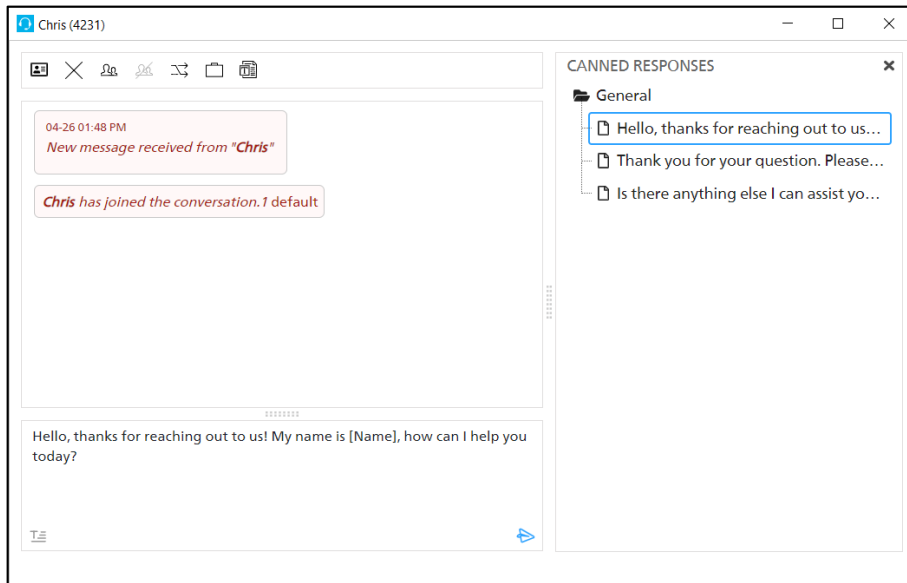 Chris (4231)
CANNED RESPONSES
General
Hello, thanks for reaching out to us...
Thank you for your question. Please...
Is there anything else I can assist yo...
04-26 01:48 PM
New message received from "Chris"
Chris has joined the conversation.1 default
Hello, thanks for reaching out to us! My name is [Name], how can I help you
today?